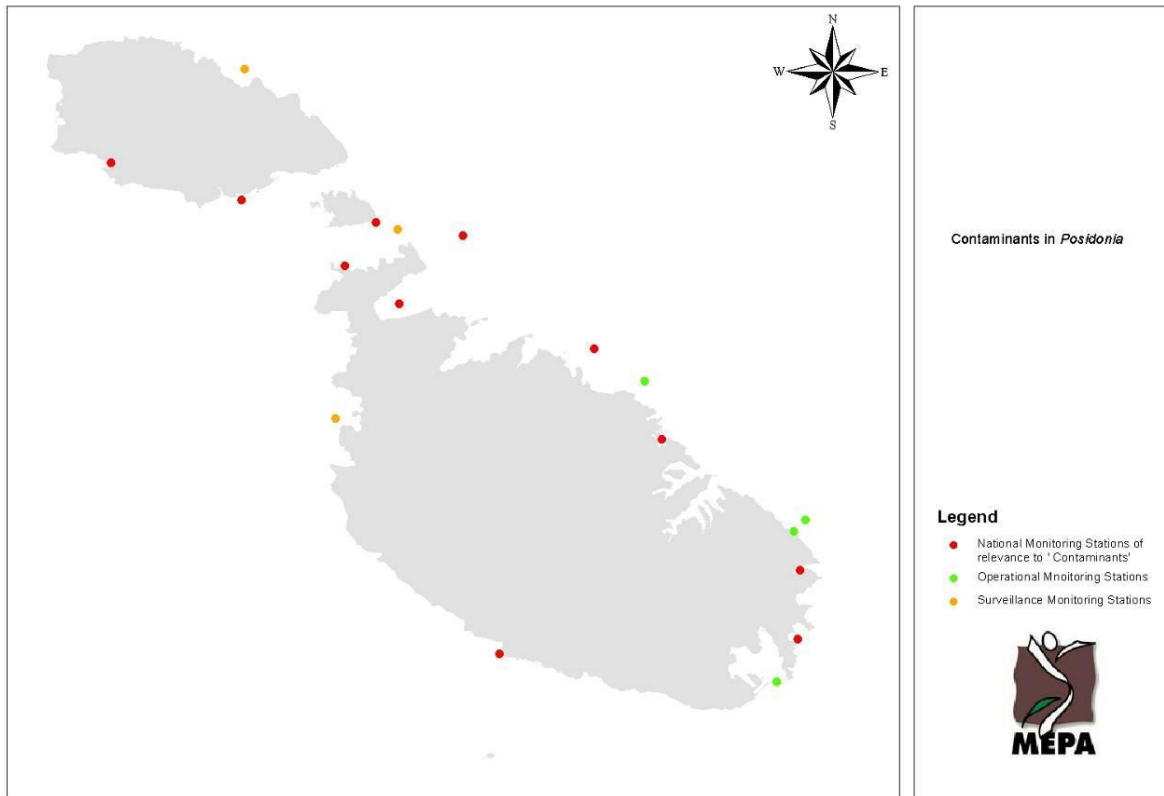 N
W
E
S
Contaminants in Posidonia
Legend
National Monitoring Stations of
relevance to ' Contaminants'
Operational Mnoitoring Stations
Surveillance Monitoring Stations
MEPA